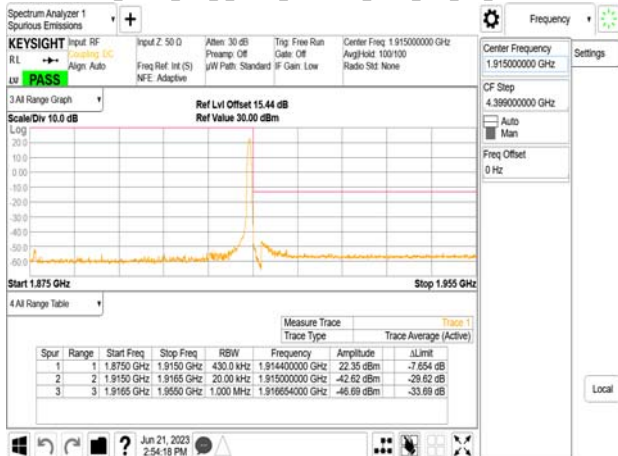 Spectrum Analyzer 1
Spurious Emissions
+
Frequency
KEYSIGHT Input: RF Input Z: 50 Ω Atten: 30 dB Trig: Free Run Center Freq: 1.915000000 GHz
Coupling: DC Preamp: Off Gate: Off Avg|Hold: 100/100
RL Align: Auto Freq Ref: Int (S) µW Path: Standard IF Gain: Low Radio Std: None
NFE: Adaptive
LV PASS
Center Frequency
1.915000000 GHz
Settings
CF Step
4.399000000 GHz
Auto
Man
Freq Offset
0 Hz
3 All Range Graph
Ref Lvl Offset 15.44 dB
Scale/Div 10.0 dB Ref Value 30.00 dBm
Log
20.0
10.0
0.00
-10.0
-20.0
-30.0
-40.0
-50.0
-60.0
Start 1.875 GHz Stop 1.955 GHz
4 All Range Table
Measure Trace Trace 1
Trace Type Trace Average (Active)
Spur Range Start Freq Stop Freq RBW Frequency Amplitude ΔLimit
1 1 1.8750 GHz 1.9150 GHz 430.0 kHz 1.914400000 GHz 22.35 dBm -7.654 dB
2 2 1.9150 GHz 1.9165 GHz 20.00 kHz 1.915000000 GHz -42.62 dBm -29.62 dB
3 3 1.9165 GHz 1.9550 GHz 1.000 MHz 1.916654000 GHz -46.69 dBm -33.69 dB
Local
? Jun 21, 2023
2:54:18 PM